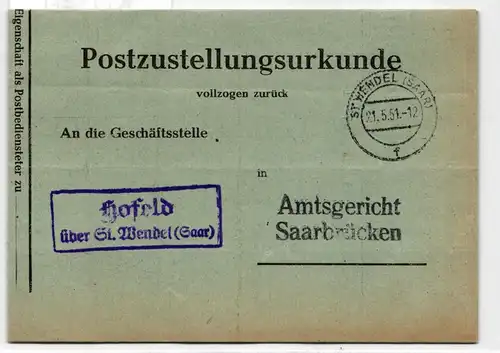 Eigenschaft als Postbediensteter zu
Postzustellungsurkunde
vollzogen zurück
ST WENDEL (SAAR)
21.5.51.-12
f
An die Geschäftsstelle
in
Hofeld
über St. Wendel (Saar)
Amtsgericht
Saarbrücken